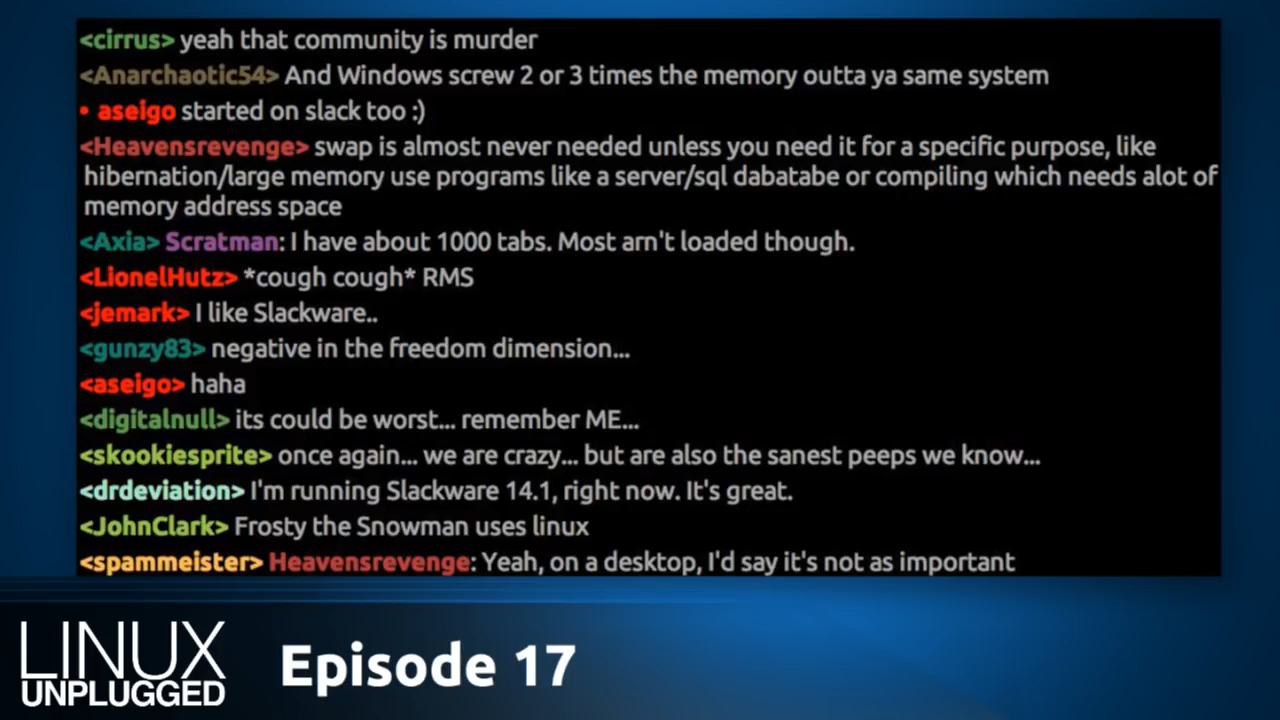 <cirrus> yeah that community is murder
<Anarchaotic54> And Windows screw 2 or 3 times the memory outta ya same system
• aseigo started on slack too :)
<Heavensrevenge> swap is almost never needed unless you need it for a specific purpose, like
hibernation/large memory use programs like a server/sql dabatabe or compiling which needs alot of
memory address space
<Axia> Scratman: I have about 1000 tabs. Most arn't loaded though.
<LionelHutz> *cough cough* RMS
<jemark> I like Slackware..
<gunzy83> negative in the freedom dimension...
<aseigo> haha
<digitalnull> its could be worst... remember ME...
<skookiesprite> once again... we are crazy... but are also the sanest peeps we know...
<drdeviation> I'm running Slackware 14.1, right now. It's great.
<JohnClark> Frosty the Snowman uses linux
<spammeister> Heavensrevenge: Yeah, on a desktop, I'd say it's not as important
LINUX
UNPLUGGED
Episode 17